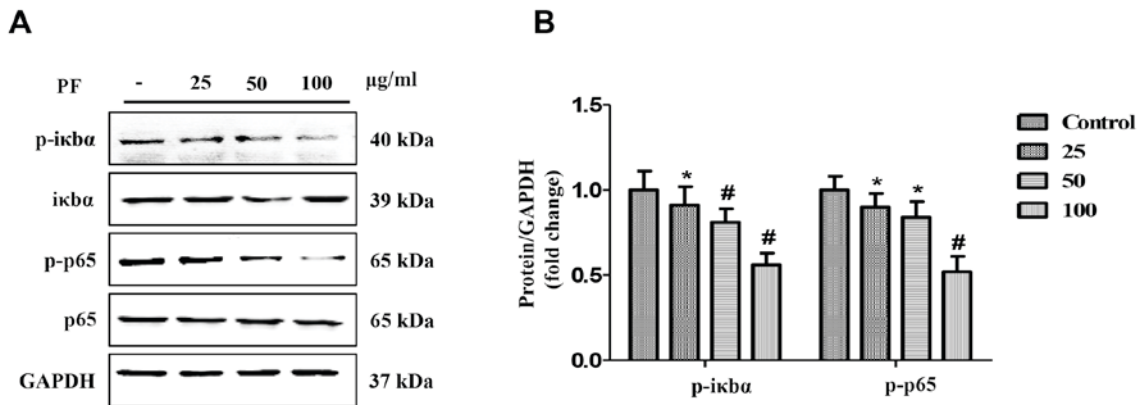 A
PF - 25 50 100 μg/ml
p-iκbα 40 kDa
iκbα 39 kDa
p-p65 65 kDa
p65 65 kDa
GAPDH 37 kDa
B
Protein/GAPDH
(fold change)
1.5
1.0
0.5
0.0
* # #
* * #
p-iκbα p-p65
Control
25
50
100